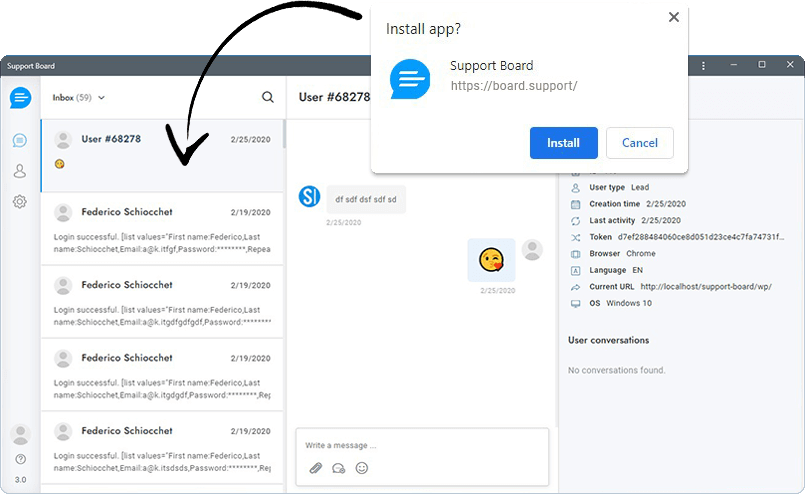 Install app?
Support Board
https://board.support/
Install
Cancel
Support Board
Inbox (59)
User #68278
2/25/2020
Federico Schiocchet
2/19/2020
Login successful. [list values="First name:Federico,Last
name:Schiocchet,Email:a@k.itfgf,Password:********,Repea
Federico Schiocchet
2/19/2020
Login successful. [list values="First name:Federico,Last
name:Schiocchet,Email:a@k.itgdfgdfgdf,Password:********
Federico Schiocchet
2/19/2020
Login successful. [list values="First name:Federico,Last
name:Schiocchet,Email:a@k.itgdgdf,Password:********,Rep
Federico Schiocchet
2/19/2020
Login successful. [list values="First name:Federico,Last
name:Schiocchet,Email:a@k.itsdsds,Password:********,Rep
3.0
User #68278
df sdf dsf sdf sd
2/25/2020
😘
2/25/2020
Write a message ...
User type Lead
Creation time 2/25/2020
Last activity 2/25/2020
Token d7ef288484060ce8d051d23ce4c7fa74731f...
Browser Chrome
Language EN
Current URL http://localhost/support-board/wp/
OS Windows 10
User conversations
No conversations found.